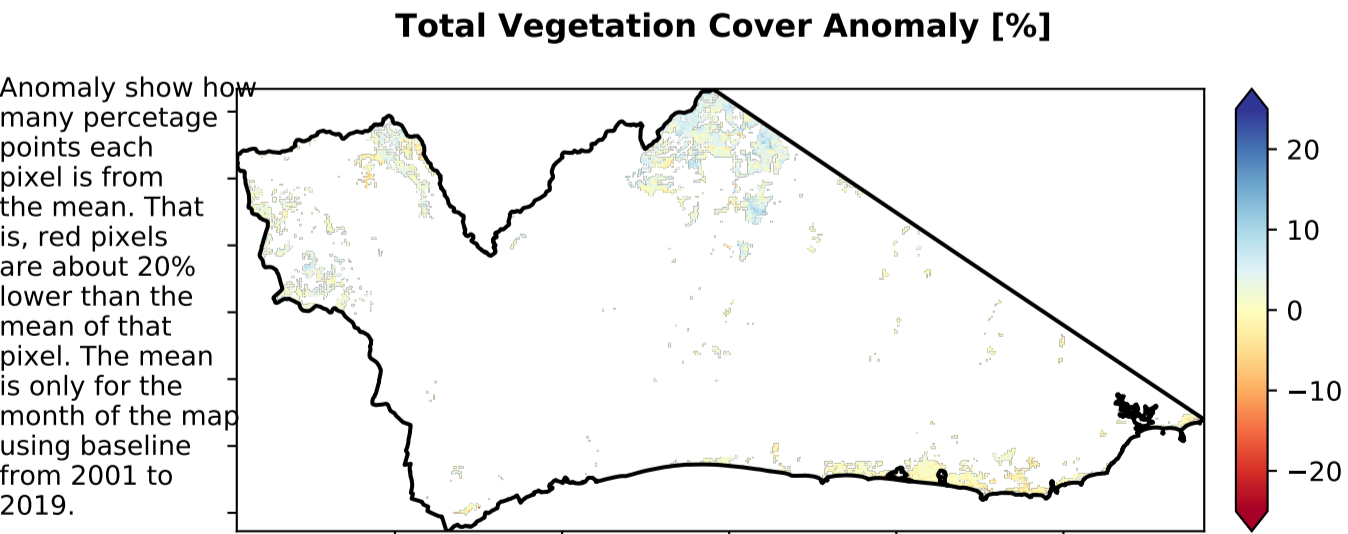 Total Vegetation Cover Anomaly [%]
Anomaly show how
many percetage
points each
pixel is from
the mean. That
is, red pixels
are about 20%
lower than the
mean of that
pixel. The mean
is only for the
month of the map
using baseline
from 2001 to
2019.
20
10
0
−10
−20